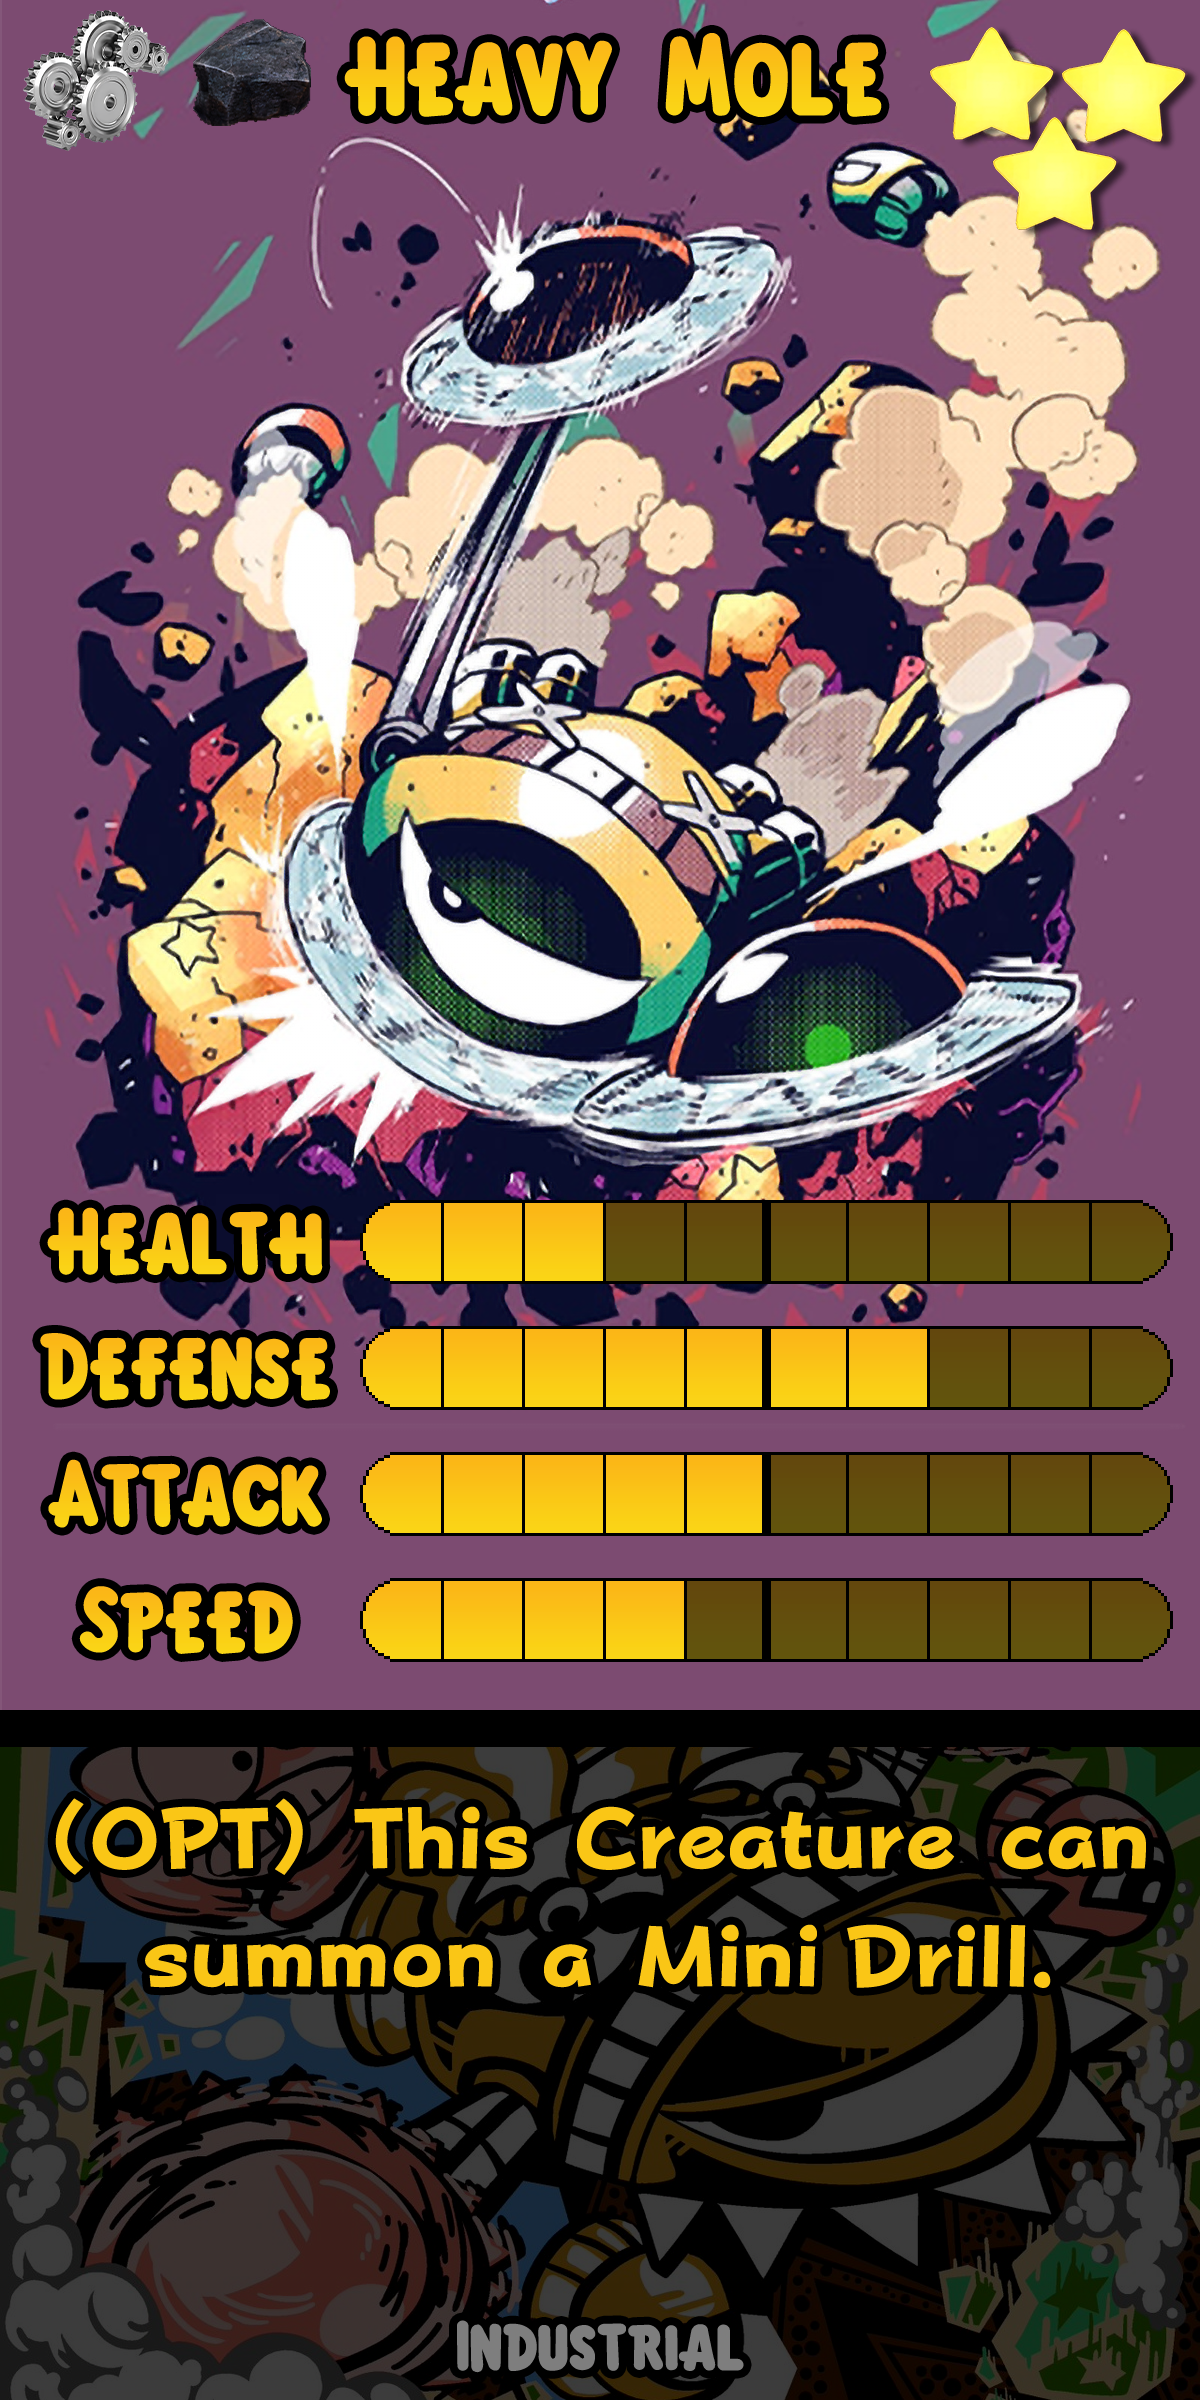 Heavy Mole
Health
Defense
Attack
Speed
(OPT) This Creature can
summon a Mini Drill.
Industrial